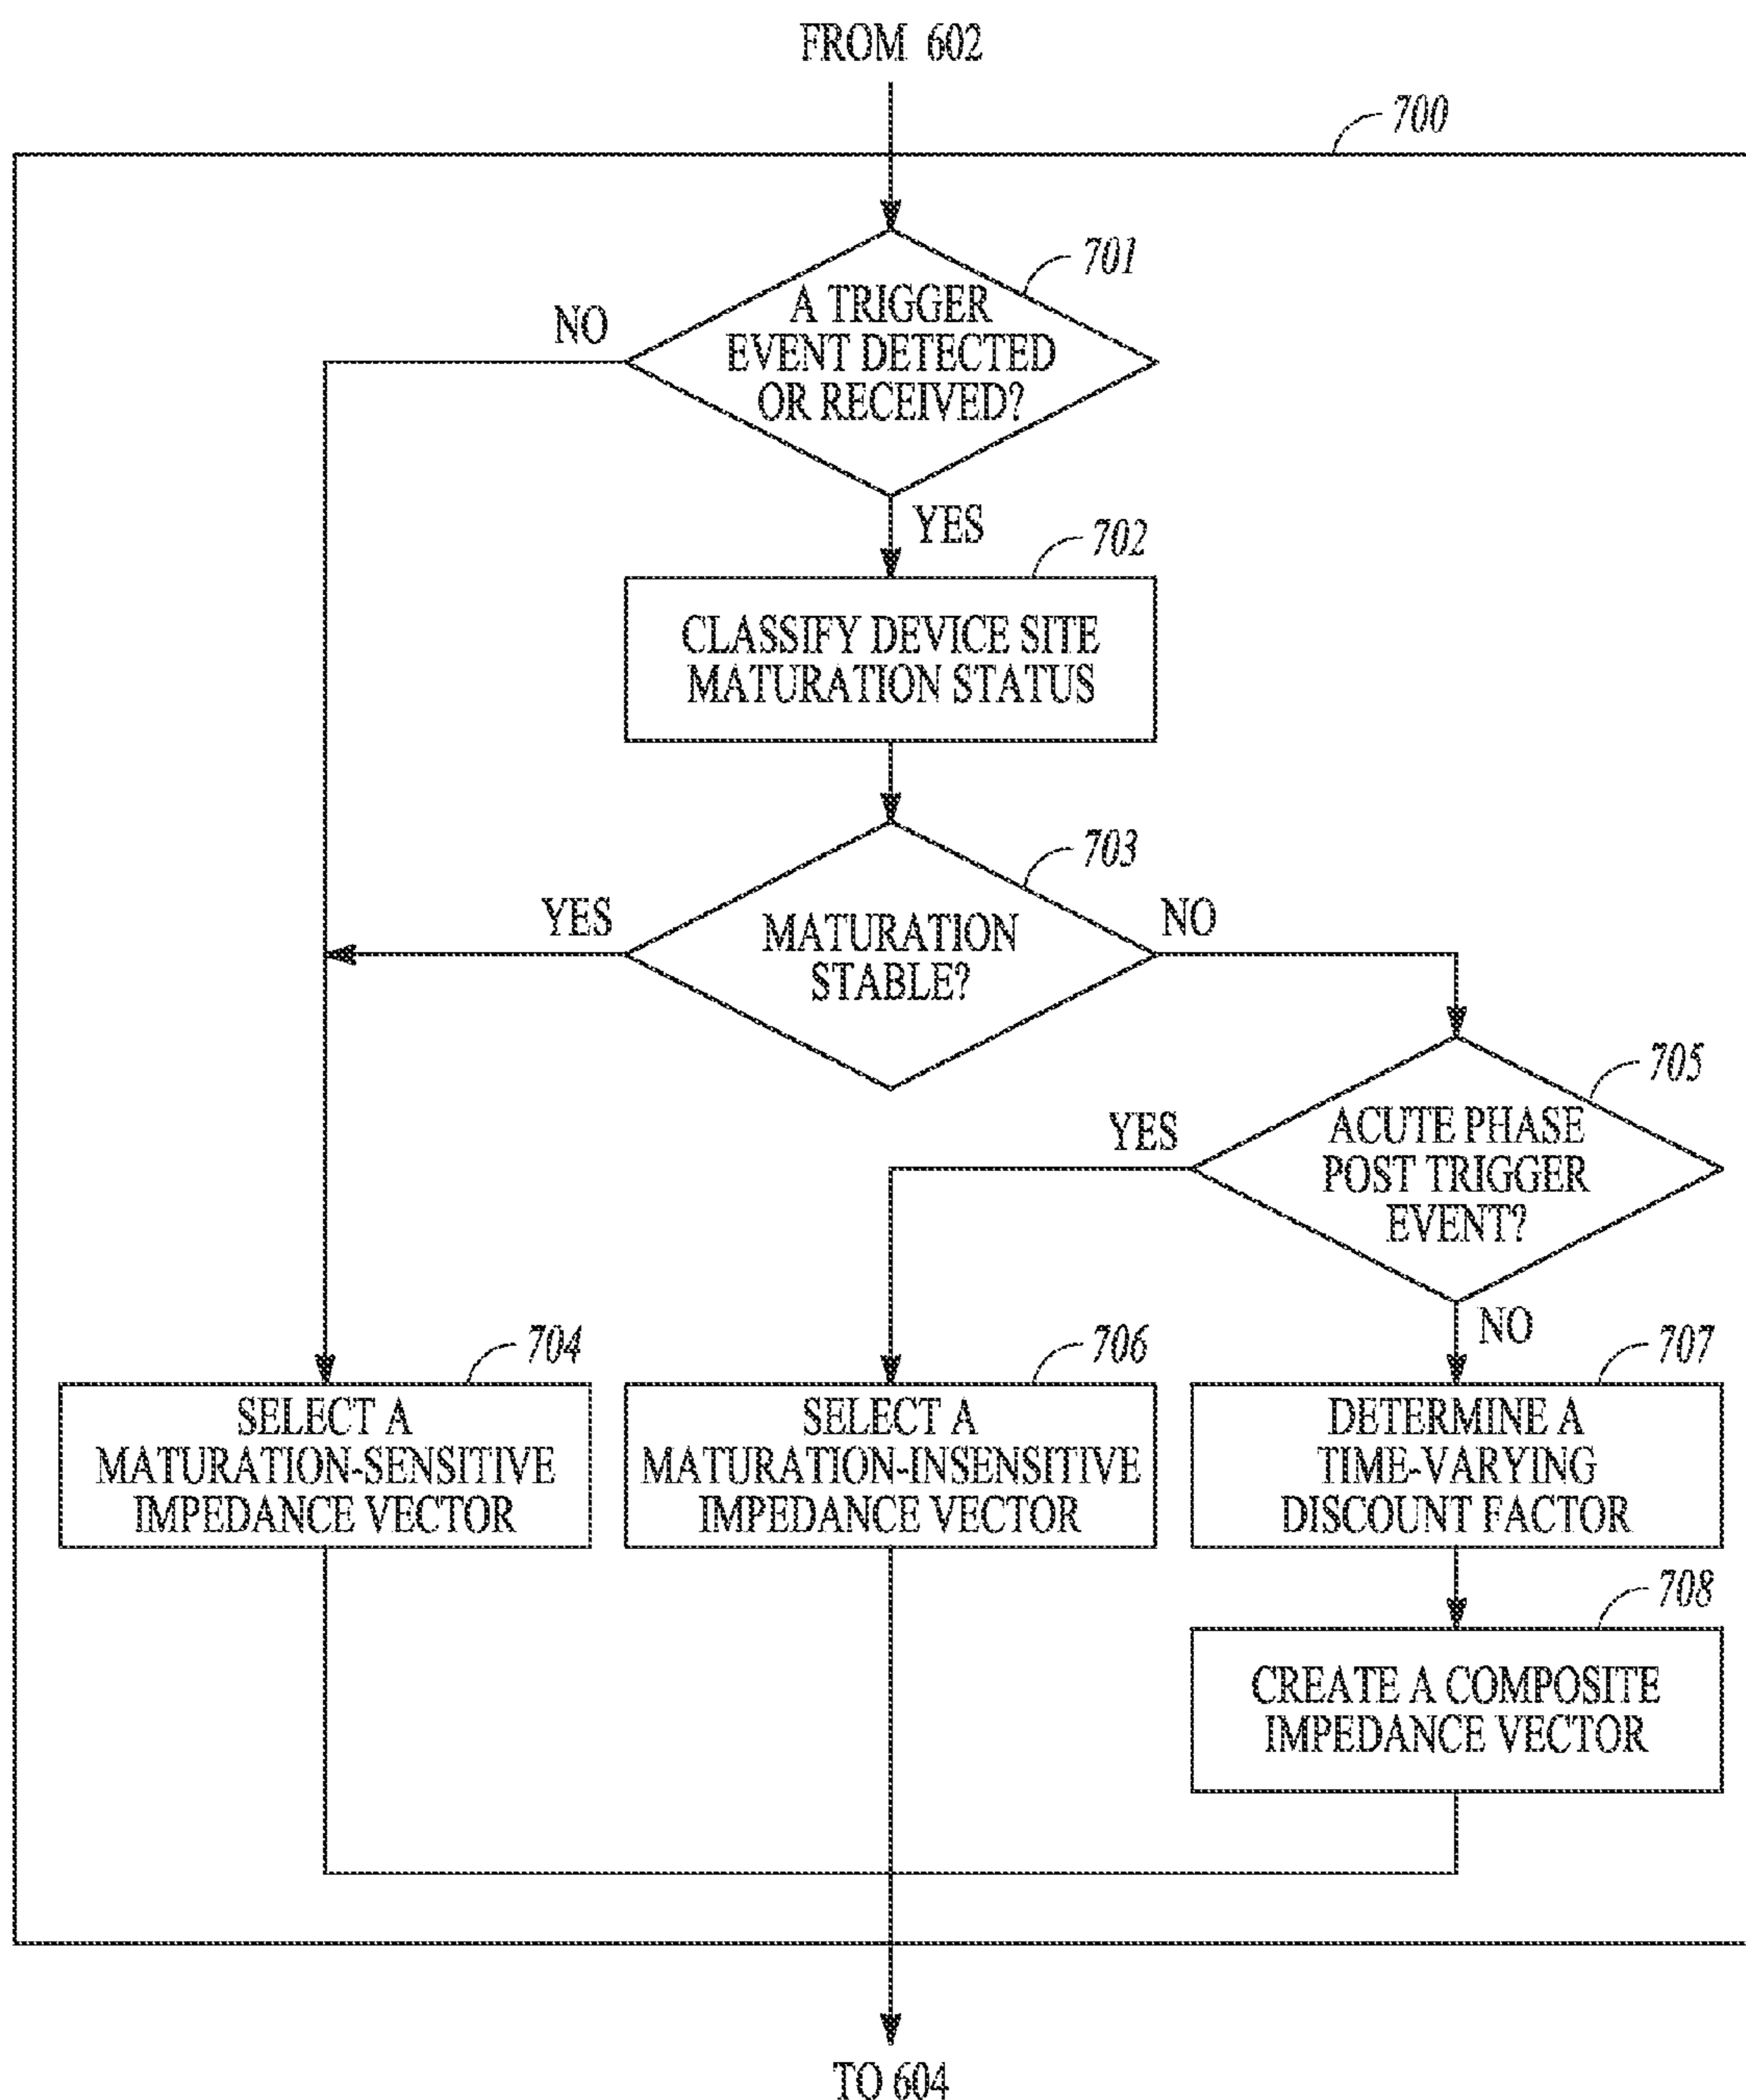 FROM 602
700
701
A TRIGGER
EVENT DETECTED
OR RECEIVED?
NO
YES
702
CLASSIFY DEVICE SITE
MATURATION STATUS
703
YES
MATURATION
STABLE?
NO
705
YES
ACUTE PHASE
POST TRIGGER
EVENT?
NO
704
SELECT A
MATURATION-SENSITIVE
IMPEDANCE VECTOR
706
SELECT A
MATURATION-INSENSITIVE
IMPEDANCE VECTOR
707
DETERMINE A
TIME-VARYING
DISCOUNT FACTOR
708
CREATE A COMPOSITE
IMPEDANCE VECTOR
TO 604